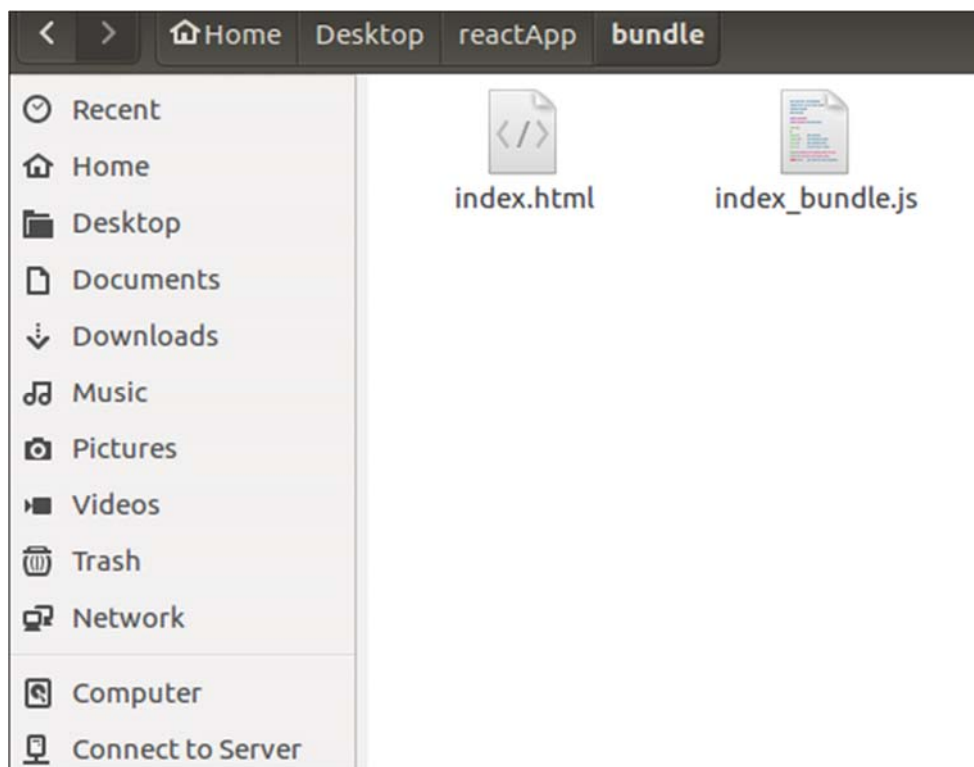 Home Desktop reactApp bundle
Recent
Home
Desktop
Documents
Downloads
Music
Pictures
Videos
Trash
Network
Computer
Connect to Server
index.html index_bundle.js